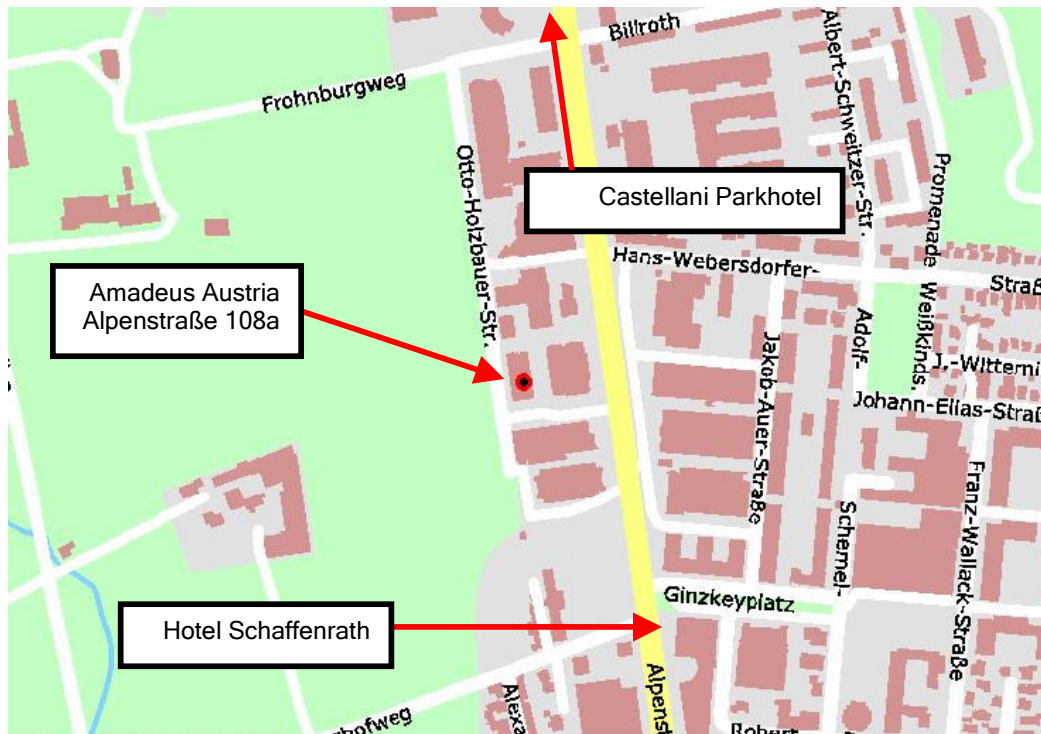 Billroth
Frohnburgweg
Albert-Schweitzer-Str.
Otto-Holzbauer-Str.
Castellani Parkhotel
Promenade
Hans-Webersdorfer-
Straß
Amadeus Austria
Alpenstraße 108a
Adolf-
Weißkinds.
Jakob-Auer-Straße
J.-Witterni
Johann-Elias-Straß
Schemel-
Franz-Wallack-Straße
Ginzkeyplatz
Hotel Schaffenrath
Alpenst
Alexa
hofweg
Robert